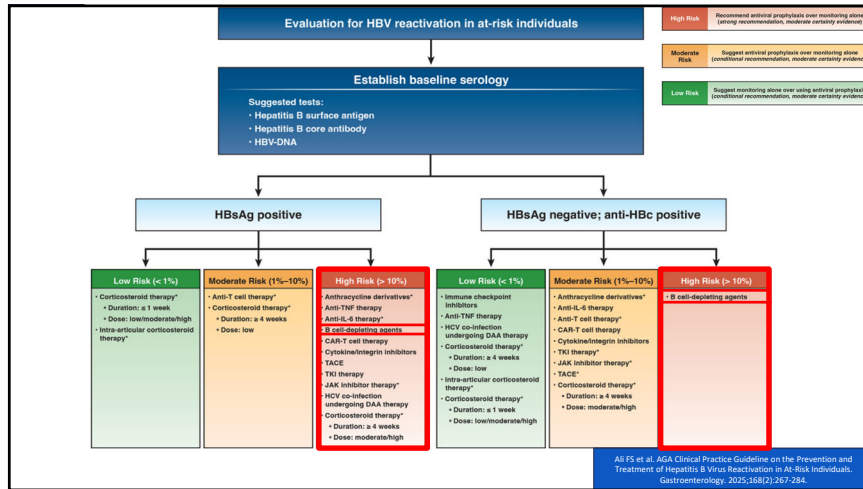 Evaluation for HBV reactivation in at-risk individuals
High Risk
Recommend antiviral prophylaxis over monitoring alone
(strong recommendation, moderate certainty evidence)
Moderate
Risk
Suggest antiviral prophylaxis over monitoring alone
(conditional recommendation, moderate certainty evidence
Low Risk
Suggest monitoring alone over using antiviral prophylaxi
(conditional recommendation, moderate certainty evidence
Establish baseline serology
Suggested tests:
• Hepatitis B surface antigen
• Hepatitis B core antibody
• HBV-DNA
HBsAg positive
HBsAg negative; anti-HBc positive
Low Risk (< 1%)
• Corticosteroid therapy*
• Duration: ≤ 1 week
• Dose: low/moderate/high
• Intra-articular corticosteroid
therapy*
Moderate Risk (1%–10%)
• Anti-T cell therapy*
• Corticosteroid therapy*
• Duration: ≥ 4 weeks
• Dose: low
High Risk (> 10%)
• Anthracycline derivatives*
• Anti-TNF therapy
• Anti-IL-6 therapy*
• B cell-depleting agents
• CAR-T cell therapy
• Cytokine/integrin inhibitors
• TACE
• TKI therapy
• JAK inhibitor therapy*
• HCV co-infection
undergoing DAA therapy
• Corticosteroid therapy*
• Duration: ≥ 4 weeks
• Dose: moderate/high
Low Risk (< 1%)
• Immune checkpoint
inhibitors
• Anti-TNF therapy
• HCV co-infection
undergoing DAA therapy
• Corticosteroid therapy*
• Duration: ≥ 4 weeks
• Dose: low
• Intra-articular corticosteroid
therapy*
• Corticosteroid therapy*
• Duration: ≤ 1 week
• Dose: low/moderate/high
Moderate Risk (1%–10%)
• Anthracycline derivatives*
• Anti-IL-6 therapy
• Anti-T cell therapy*
• CAR-T cell therapy
• Cytokine/integrin inhibitors
• TKI therapy*
• JAK inhibitor therapy*
• TACE*
• Corticosteroid therapy*
• Duration: ≥ 4 weeks
• Dose: moderate/high
High Risk (> 10%)
• B cell-depleting agents
Ali FS et al. AGA Clinical Practice Guideline on the Prevention and
Treatment of Hepatitis B Virus Reactivation in At-Risk Individuals.
Gastroenterology. 2025;168(2):267-284.